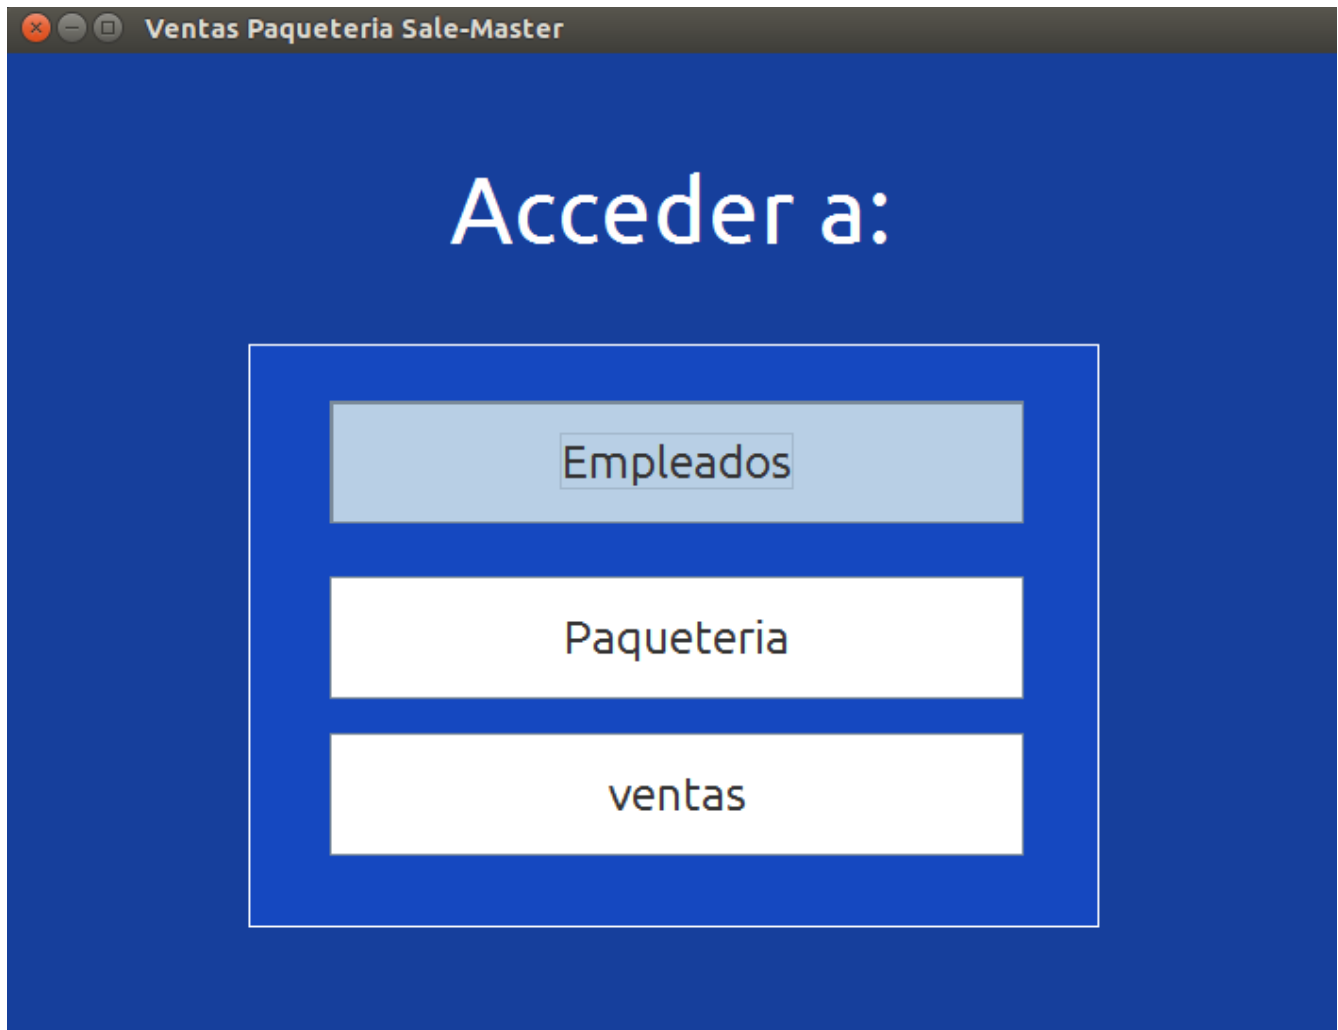 Ventas Paqueteria Sale-Master
Acceder a:
Empleados
Paqueteria
ventas